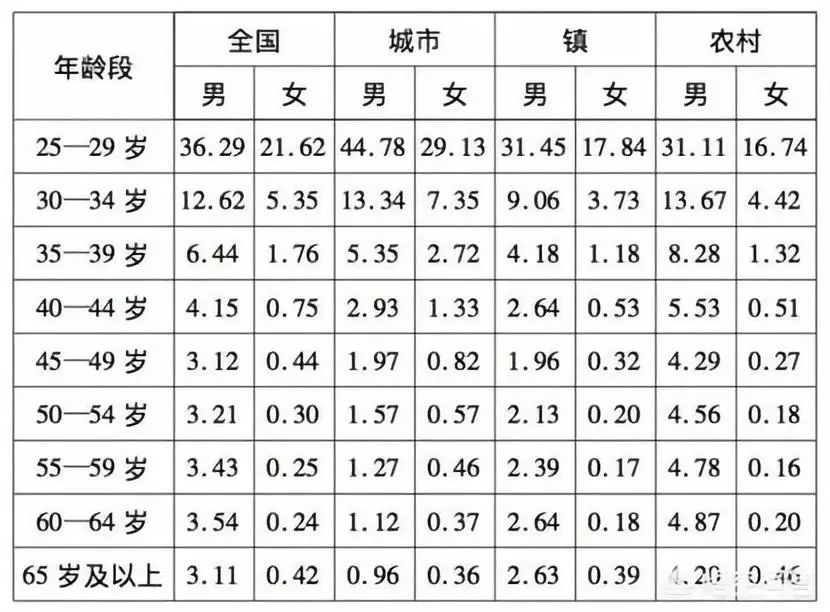 年龄段 全国 城市 镇 农村
男 女 男 女 男 女 男 女
25—29 岁 36.29 21.62 44.78 29.13 31.45 17.84 31.11 16.74
30—34 岁 12.62 5.35 13.34 7.35 9.06 3.73 13.67 4.42
35—39 岁 6.44 1.76 5.35 2.72 4.18 1.18 8.28 1.32
40—44 岁 4.15 0.75 2.93 1.33 2.64 0.53 5.53 0.51
45—49 岁 3.12 0.44 1.97 0.82 1.96 0.32 4.29 0.27
50—54 岁 3.21 0.30 1.57 0.57 2.13 0.20 4.56 0.18
55—59 岁 3.43 0.25 1.27 0.46 2.39 0.17 4.78 0.16
60—64 岁 3.54 0.24 1.12 0.37 2.64 0.18 4.87 0.20
65 岁及以上 3.11 0.42 0.96 0.36 2.63 0.39 4.20 0.46